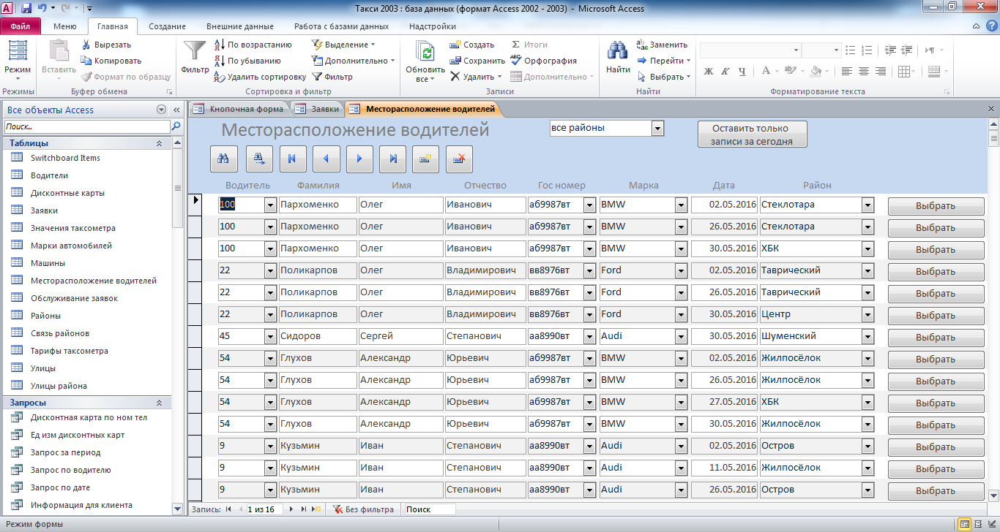 Такси 2003 : база данных (формат Access 2002 - 2003) - Microsoft Access
Файл Меню Главная Создание Внешние данные Работа с базами данных Надстройки
Режим
Режимы
Вставить
Вырезать
Копировать
Формат по образцу
Буфер обмена
Фильтр
По возрастанию
По убыванию
Удалить сортировку
Выделение
Дополнительно
Фильтр
Сортировка и фильтр
Обновить все
Создать
Сохранить
Удалить
Итоги
Орфография
Дополнительно
Записи
Найти
Заменить
Перейти
Выбрать
Найти
Ж К Ч
Форматирование текста
Все объекты Access
Поиск...
Таблицы
Switchboard Items
Водители
Дисконтные карты
Заявки
Значения таксометра
Марки автомобилей
Машины
Месторасположение водителей
Обслуживание заявок
Районы
Связь районов
Тарифы таксометра
Улицы
Улицы района
Запросы
Дисконтная карта по ном тел
Ед изм дисконтных карт
Запрос за период
Запрос по водителю
Запрос по дате
Информация для клиента
Кнопочная форма Заявки Месторасположение водителей
Месторасположение водителей
все районы
Оставить только
записи за сегодня
Водитель Фамилия Имя Отчество Гос номер Марка Дата Район
100 Пархоменко Олег Иванович аб9987вт BMW 02.05.2016 Стеклотара Выбрать
100 Пархоменко Олег Иванович аб9987вт BMW 26.05.2016 Стеклотара Выбрать
100 Пархоменко Олег Иванович аб9987вт BMW 30.05.2016 ХБК Выбрать
22 Поликарпов Олег Владимирович вв8976вт Ford 02.05.2016 Таврический Выбрать
22 Поликарпов Олег Владимирович вв8976вт Ford 26.05.2016 Таврический Выбрать
22 Поликарпов Олег Владимирович вв8976вт Ford 30.05.2016 Центр Выбрать
45 Сидоров Сергей Степанович аа8990вт Audi 30.05.2016 Шуменский Выбрать
54 Глухов Александр Юрьевич аб9987вт BMW 02.05.2016 Жилпосёлок Выбрать
54 Глухов Александр Юрьевич аб9987вт BMW 26.05.2016 Жилпосёлок Выбрать
54 Глухов Александр Юрьевич аб9987вт BMW 27.05.2016 ХБК Выбрать
54 Глухов Александр Юрьевич аб9987вт BMW 30.05.2016 Жилпосёлок Выбрать
9 Кузьмин Иван Степанович аа8990вт Audi 02.05.2016 Остров Выбрать
9 Кузьмин Иван Степанович аа8990вт Audi 11.05.2016 Жилпосёлок Выбрать
9 Кузьмин Иван Степанович аа8990вт Audi 26.05.2016 Остров Выбрать
Запись: 1 из 16 Без фильтра Поиск
Режим формы